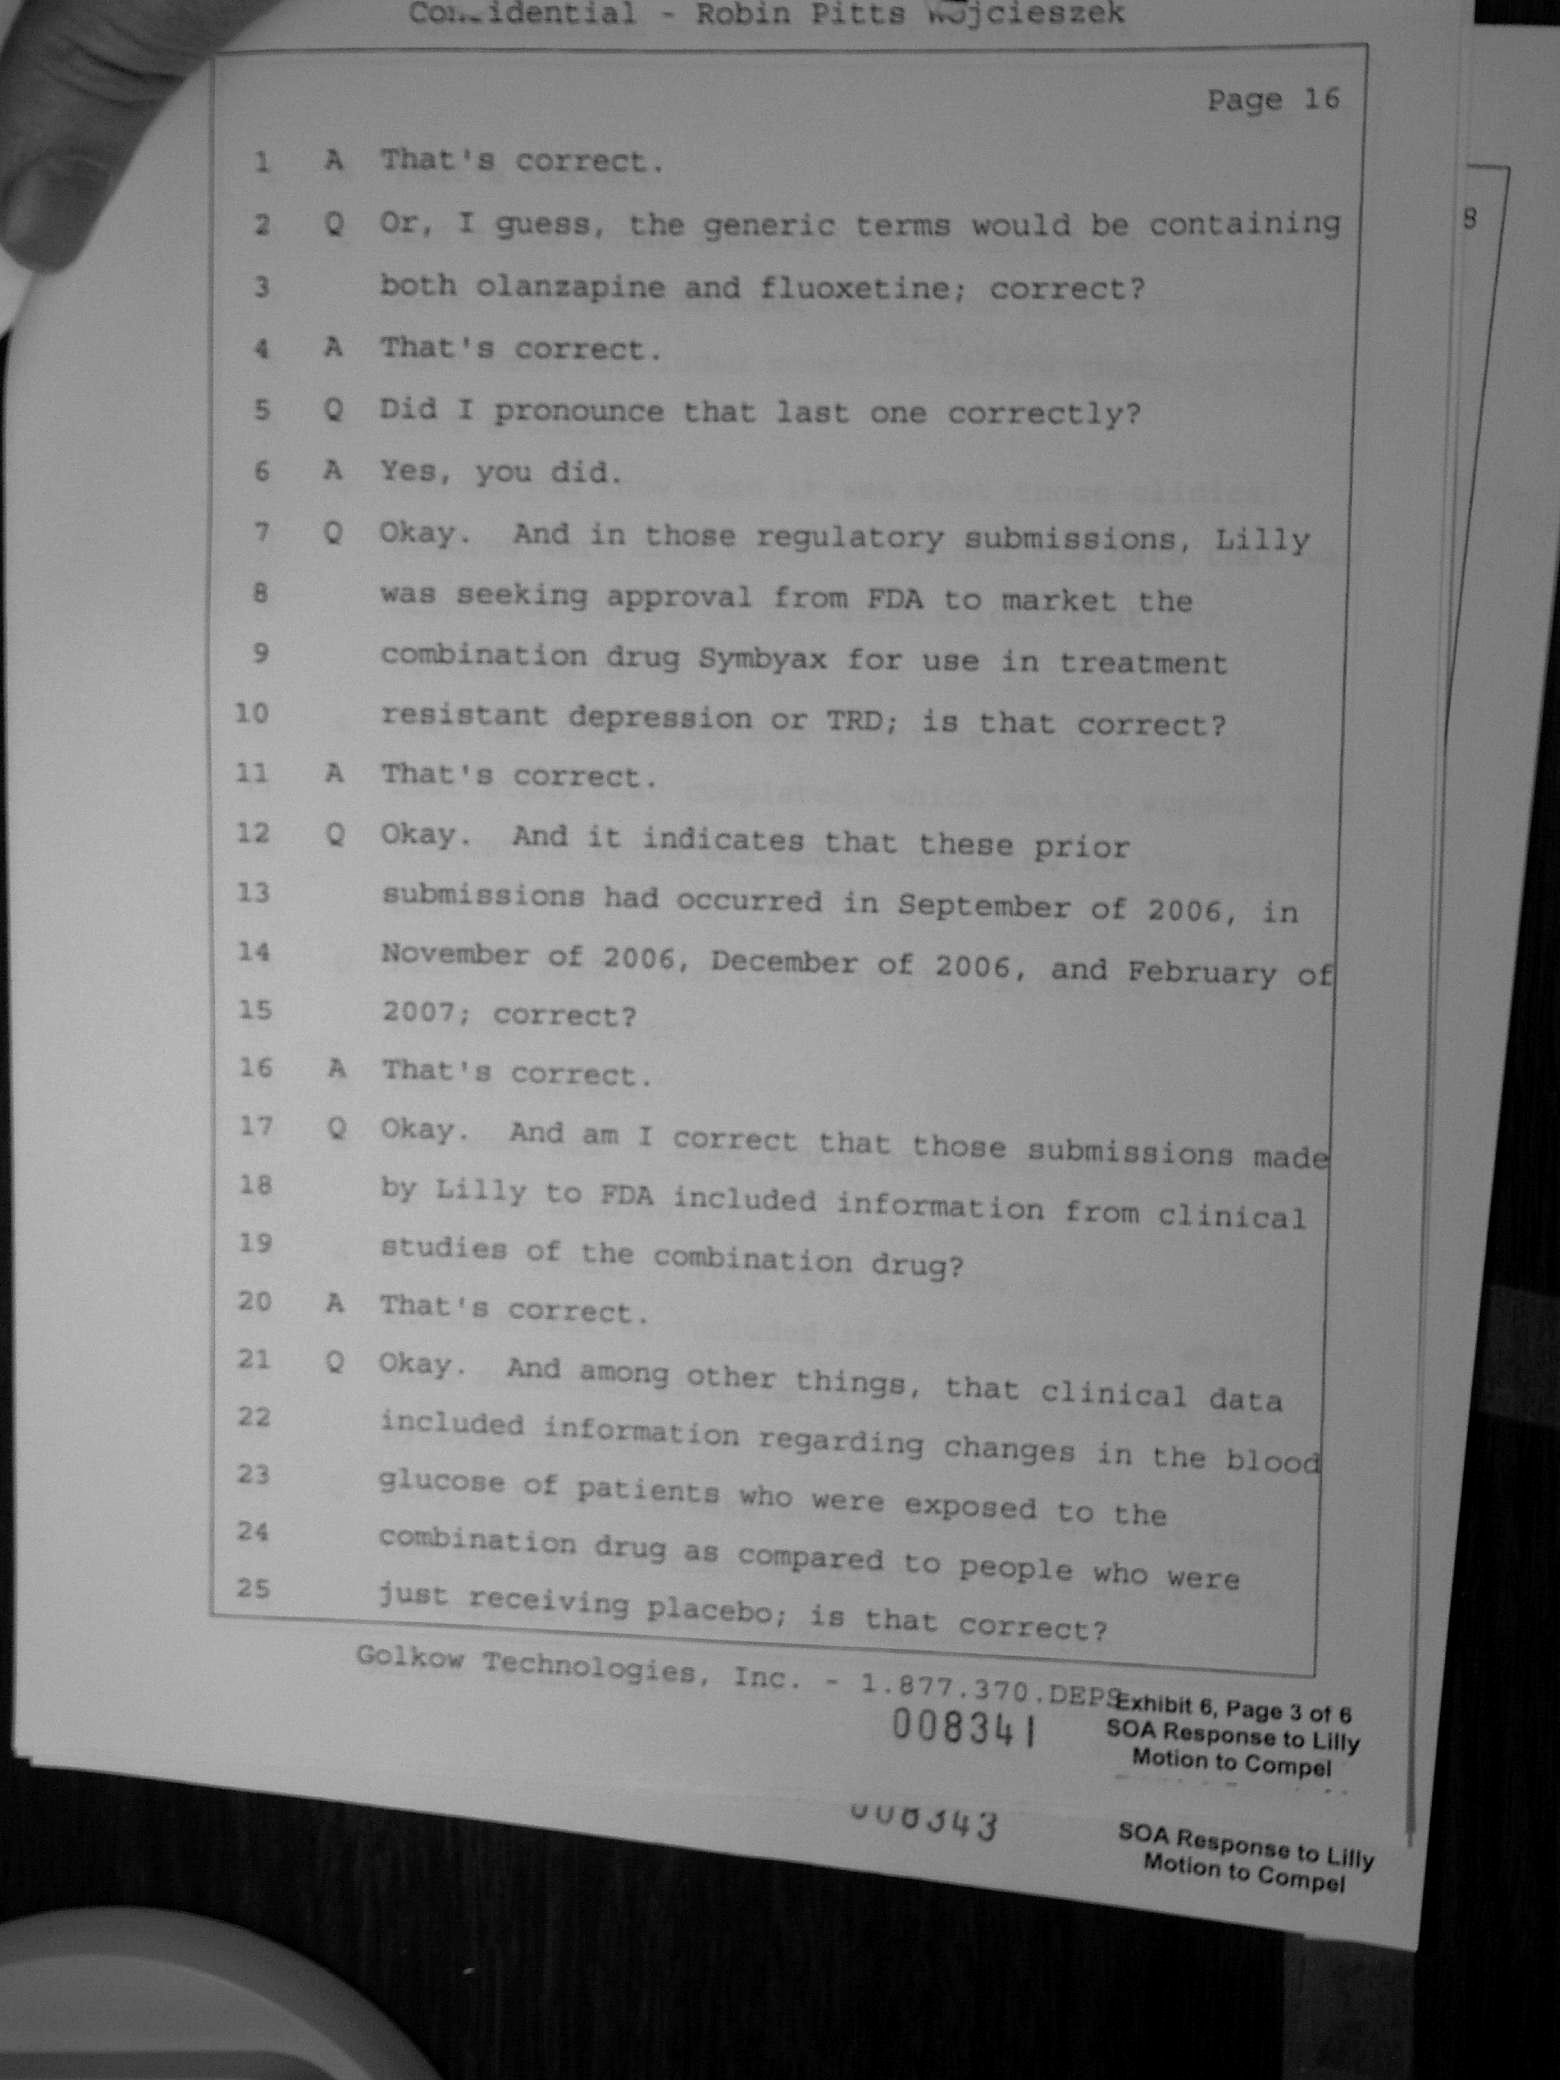 Confidential - Robin Pitts Wojcieszek
Page 16
1 A That's correct.
2 Q Or, I guess, the generic terms would be containing
3 both olanzapine and fluoxetine; correct?
4 A That's correct.
5 Q Did I pronounce that last one correctly?
6 A Yes, you did.
7 Q Okay. And in those regulatory submissions, Lilly
8 was seeking approval from FDA to market the
9 combination drug Symbyax for use in treatment
10 resistant depression or TRD; is that correct?
11 A That's correct.
12 Q Okay. And it indicates that these prior
13 submissions had occurred in September of 2006, in
14 November of 2006, December of 2006, and February of
15 2007; correct?
16 A That's correct.
17 Q Okay. And am I correct that those submissions made
18 by Lilly to FDA included information from clinical
19 studies of the combination drug?
20 A That's correct.
21 Q Okay. And among other things, that clinical data
22 included information regarding changes in the blood
23 glucose of patients who were exposed to the
24 combination drug as compared to people who were
25 just receiving placebo; is that correct?
Golkow Technologies, Inc. - 1.877.370.DEPS
Exhibit 6, Page 3 of 6
008341 SOA Response to Lilly
Motion to Compel
008343
SOA Response to Lilly
Motion to Compel
8